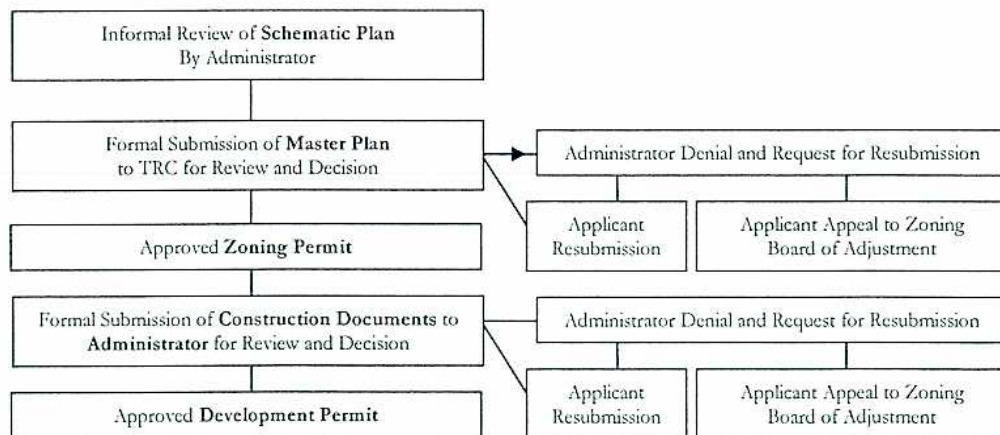 Informal Review of Schematic Plan
By Administrator
Formal Submission of Master Plan
to TRC for Review and Decision
Administrator Denial and Request for Resubmission
Applicant
Resubmission
Applicant Appeal to Zoning
Board of Adjustment
Approved Zoning Permit
Formal Submission of Construction Documents to
Administrator for Review and Decision
Administrator Denial and Request for Resubmission
Applicant
Resubmission
Applicant Appeal to Zoning
Board of Adjustment
Approved Development Permit